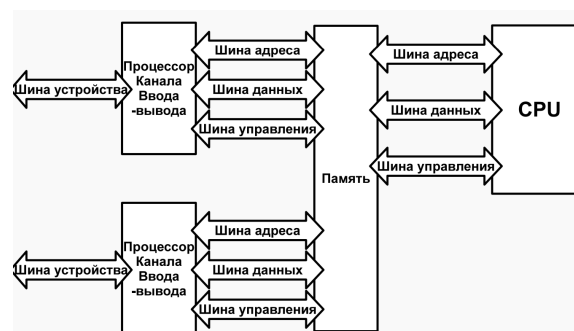 Шина устройства
Процессор
Канала
Ввода
-вывода
Шина адреса
Шина данных
Шина управления
Память
Шина адреса
Шина данных
Шина управления
CPU
Шина устройства
Процессор
Канала
Ввода
-вывода
Шина адреса
Шина данных
Шина управления